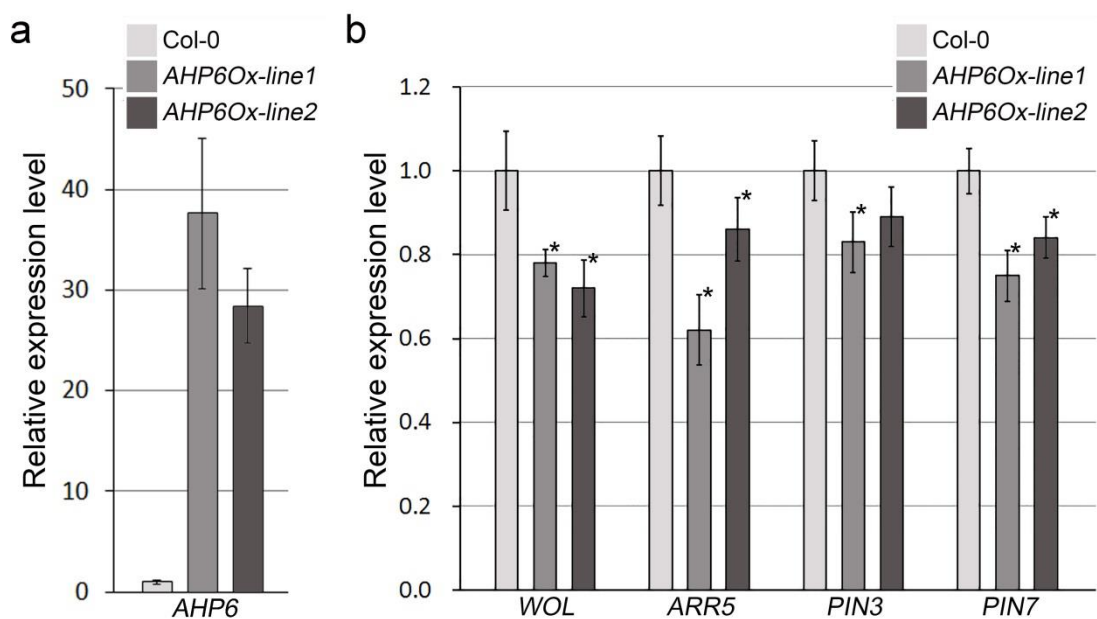 a
Col-0
AHP6Ox-line1
AHP6Ox-line2
Relative expression level
50
40
30
20
10
0
AHP6
b
Col-0
AHP6Ox-line1
AHP6Ox-line2
Relative expression level
1.2
1.0
0.8
0.6
0.4
0.2
0.0
* * * * * * *
WOL ARR5 PIN3 PIN7